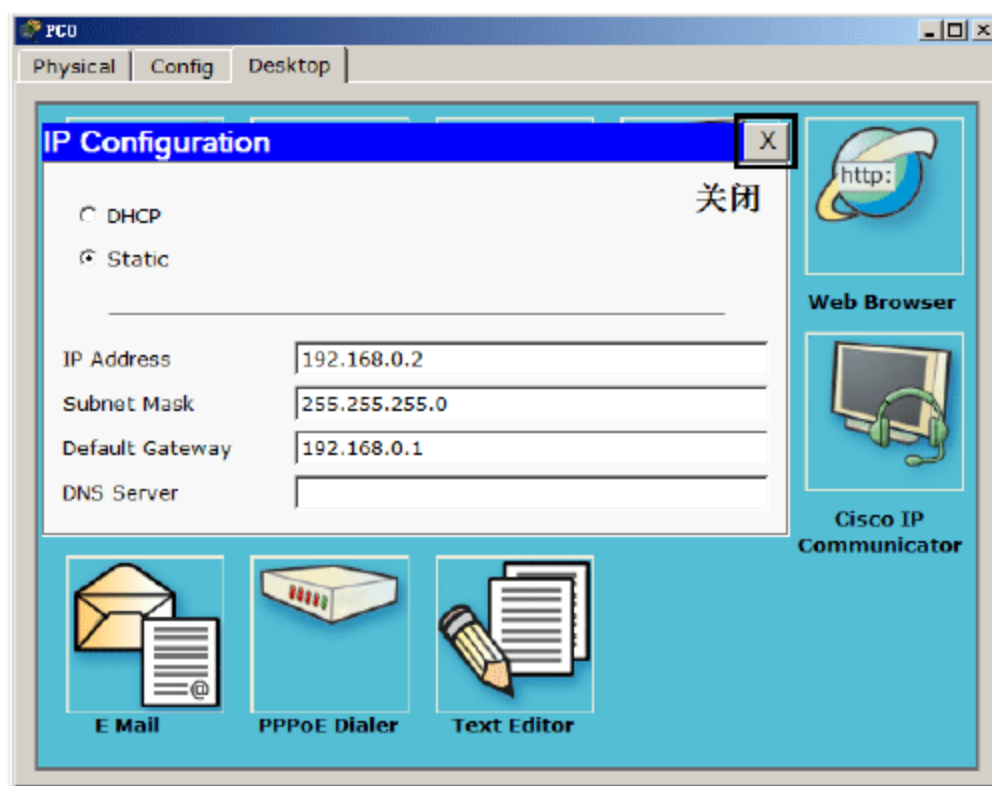 PC0
Physical Config Desktop
IP Configuration X
关闭
DHCP
Static
IP Address 192.168.0.2
Subnet Mask 255.255.255.0
Default Gateway 192.168.0.1
DNS Server
http:
Web Browser
Cisco IP
Communicator
@
E Mail PPPoE Dialer Text Editor